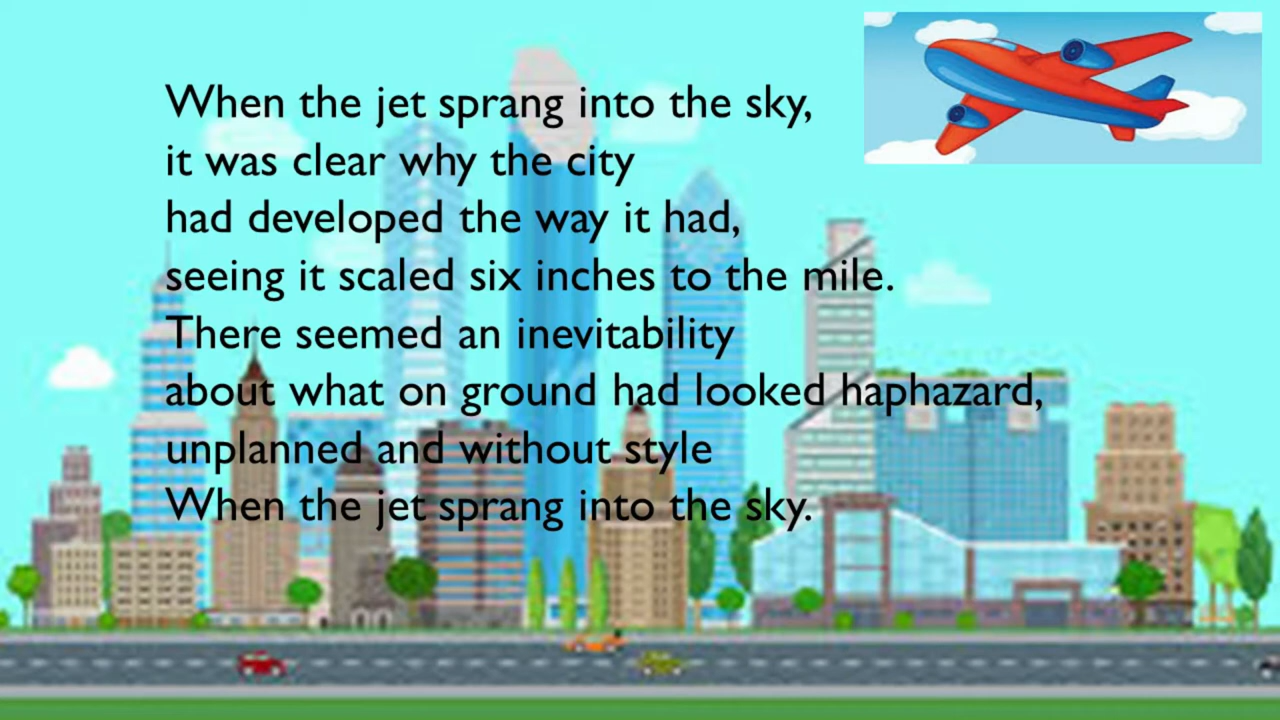 When the jet sprang into the sky,
it was clear why the city
had developed the way it had,
seeing it scaled six inches to the mile.
There seemed an inevitability
about what on ground had looked haphazard,
unplanned and without style
When the jet sprang into the sky.